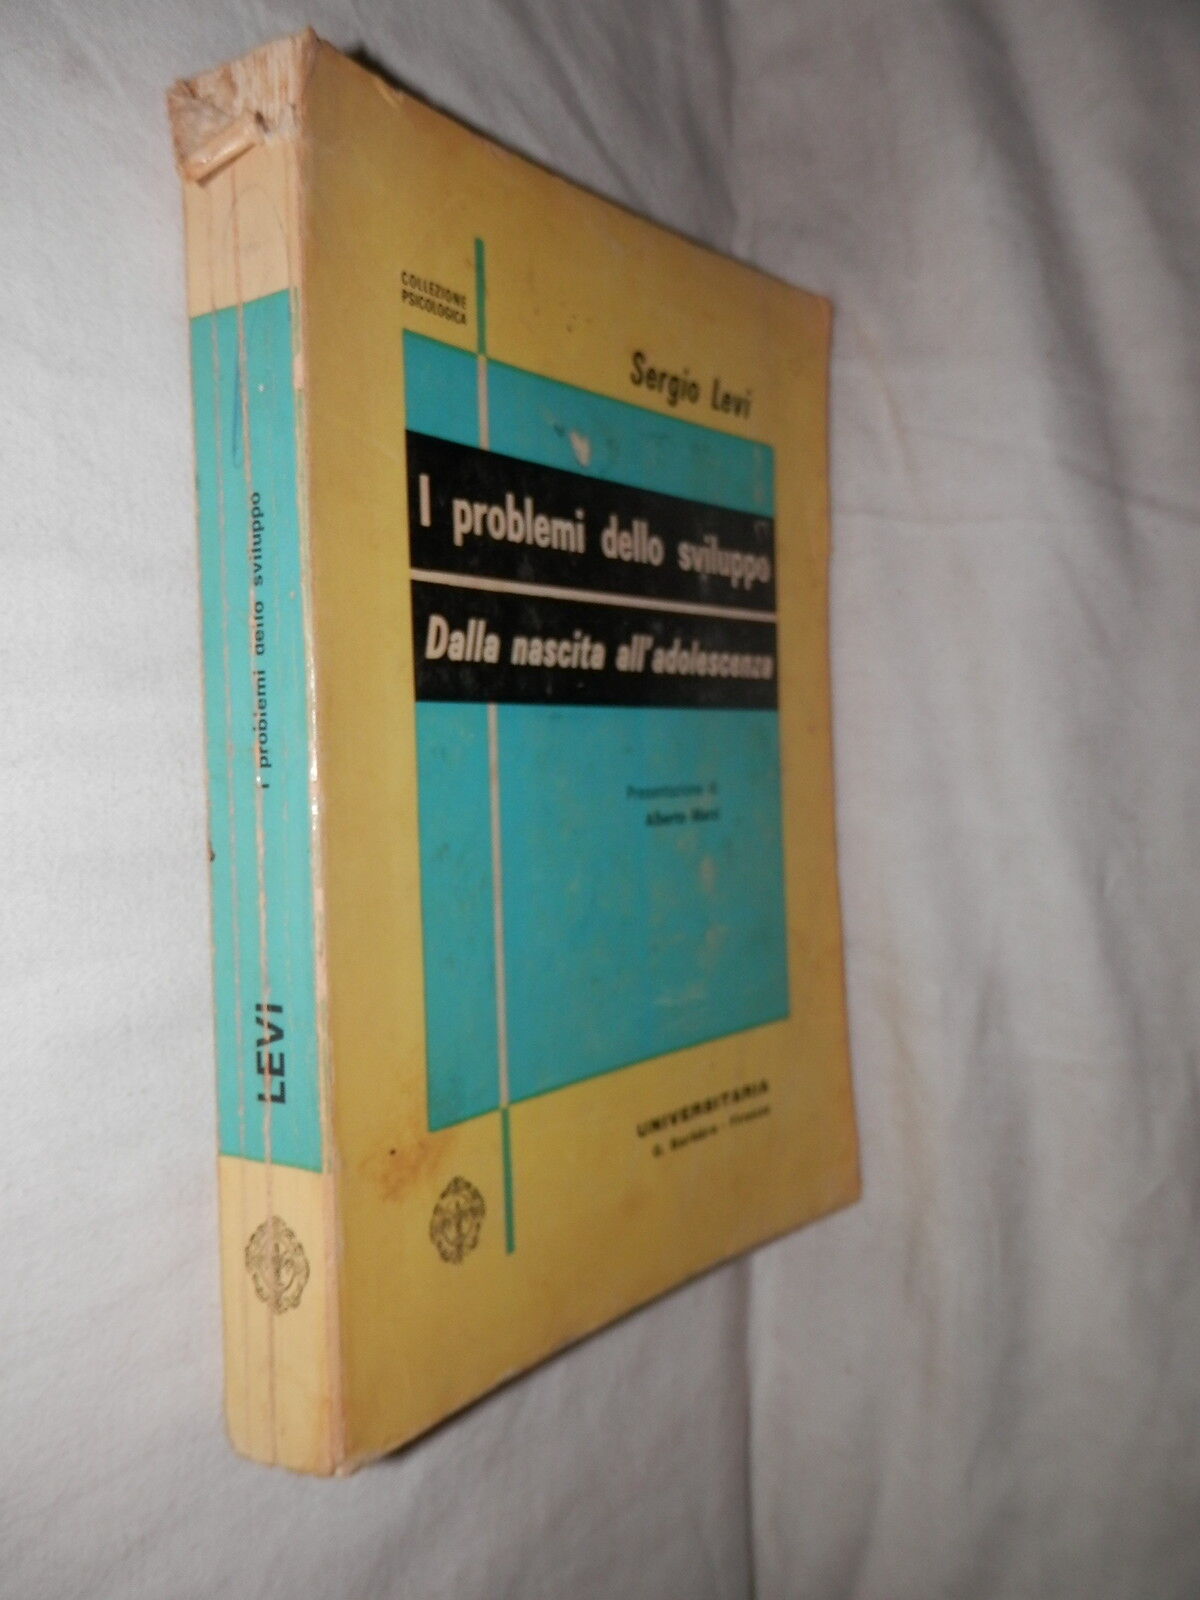 COLLEZIONE
PSICOLOGICA
Sergio Levi
I problemi dello sviluppo
Dalla nascita all'adolescenza
Presentazione di
Alberto Marzi
UNIVERSITARIA
G. Barbèra - Firenze
I problemi dello sviluppo
LEVI